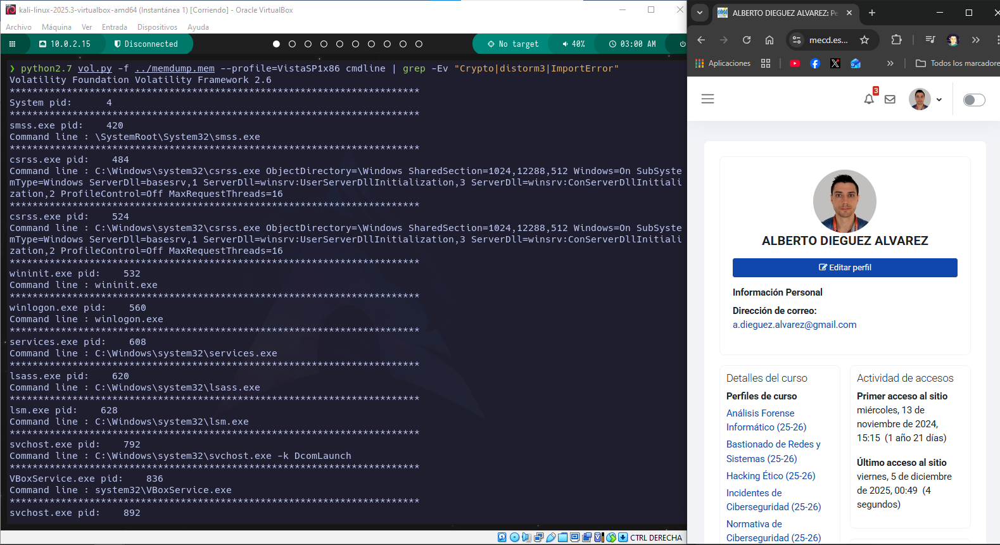 kali-linux-2025.3-virtualbox-amd64 (Instantánea 1) [Corriendo] - Oracle VirtualBox
Archivo Máquina Ver Entrada Dispositivos Ayuda
10.0.2.15 Disconnected No target 40% 03:00 AM
❯ python2.7 vol.py -f ../memdump.mem --profile=VistaSP1x86 cmdline | grep -Ev "Crypto|distorm3|ImportError"
Volatility Foundation Volatility Framework 2.6
************************************************************************
System pid:      4
************************************************************************
smss.exe pid:    420
Command line : \SystemRoot\System32\smss.exe
************************************************************************
csrss.exe pid:    484
Command line : C:\Windows\system32\csrss.exe ObjectDirectory=\Windows SharedSection=1024,12288,512 Windows=On SubSyste
mType=Windows ServerDll=basesrv,1 ServerDll=winsrv:UserServerDllInitialization,3 ServerDll=winsrv:ConServerDllInitiali
zation,2 ProfileControl=Off MaxRequestThreads=16
************************************************************************
csrss.exe pid:    524
Command line : C:\Windows\system32\csrss.exe ObjectDirectory=\Windows SharedSection=1024,12288,512 Windows=On SubSyste
mType=Windows ServerDll=basesrv,1 ServerDll=winsrv:UserServerDllInitialization,3 ServerDll=winsrv:ConServerDllInitiali
zation,2 ProfileControl=Off MaxRequestThreads=16
************************************************************************
wininit.exe pid:    532
Command line : wininit.exe
************************************************************************
winlogon.exe pid:    560
Command line : winlogon.exe
************************************************************************
services.exe pid:    608
Command line : C:\Windows\system32\services.exe
************************************************************************
lsass.exe pid:    620
Command line : C:\Windows\system32\lsass.exe
************************************************************************
lsm.exe pid:    628
Command line : C:\Windows\system32\lsm.exe
************************************************************************
svchost.exe pid:    792
Command line : C:\Windows\system32\svchost.exe -k DcomLaunch
************************************************************************
VBoxService.exe pid:    836
Command line : system32\VBoxService.exe
************************************************************************
svchost.exe pid:    892
CTRL DERECHA
ALBERTO DIEGUEZ ALVAREZ: Pe
mecd.es...
Aplicaciones
Todos los marcadore
3
ALBERTO DIEGUEZ ALVAREZ
Editar perfil
Información Personal
Dirección de correo:
a.dieguez.alvarez@gmail.com
Detalles del curso
Perfiles de curso
Análisis Forense
Informático (25-26)
Bastionado de Redes y
Sistemas (25-26)
Hacking Ético (25-26)
Incidentes de
Ciberseguridad (25-26)
Normativa de
Ciberseguridad (25-26)
Actividad de accesos
Primer acceso al sitio
miércoles, 13 de
noviembre de 2024,
15:15 (1 año 21 días)
Último acceso al sitio
viernes, 5 de diciembre
de 2025, 00:49 (4
segundos)